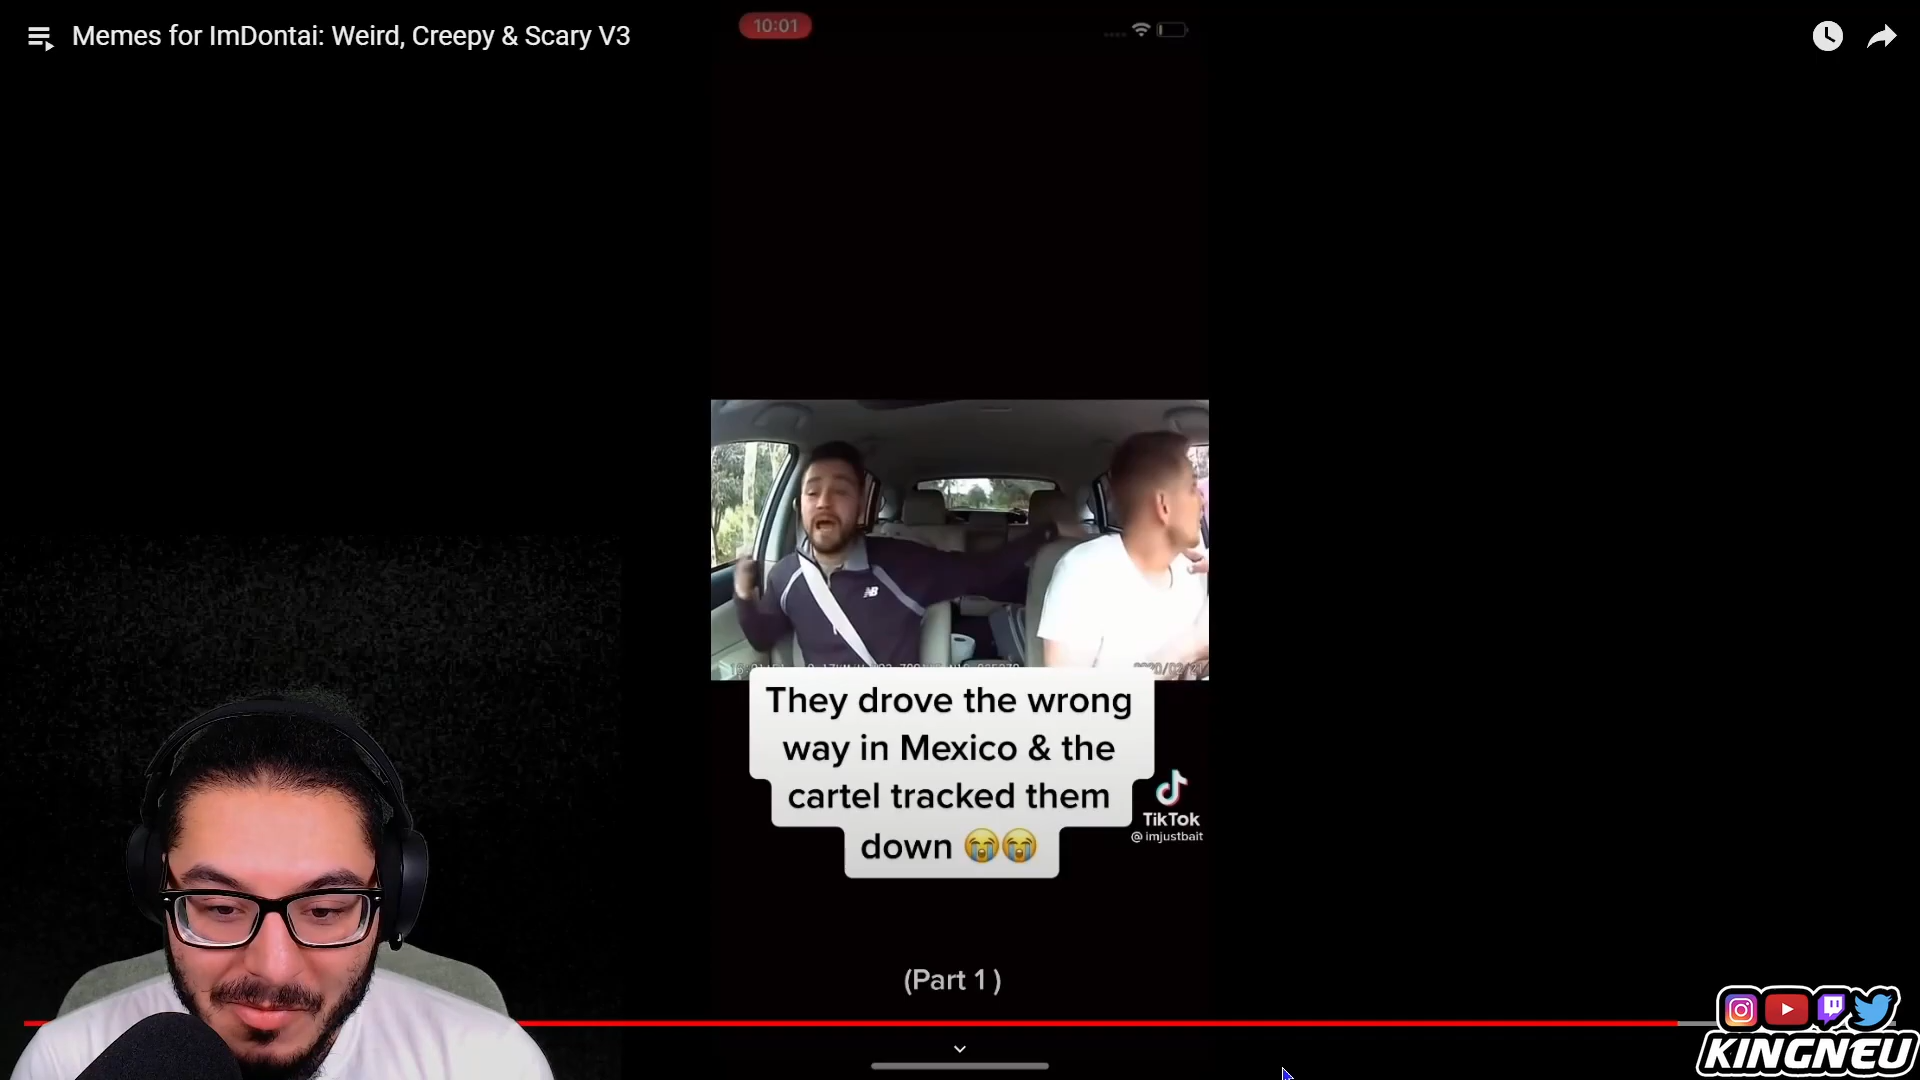 Memes for ImDontai: Weird, Creepy & Scary V3
10:01
NB
They drove the wrong
way in Mexico & the
cartel tracked them
down 😭😭
TikTok
@imjustbait
(Part 1)
KINGNEU